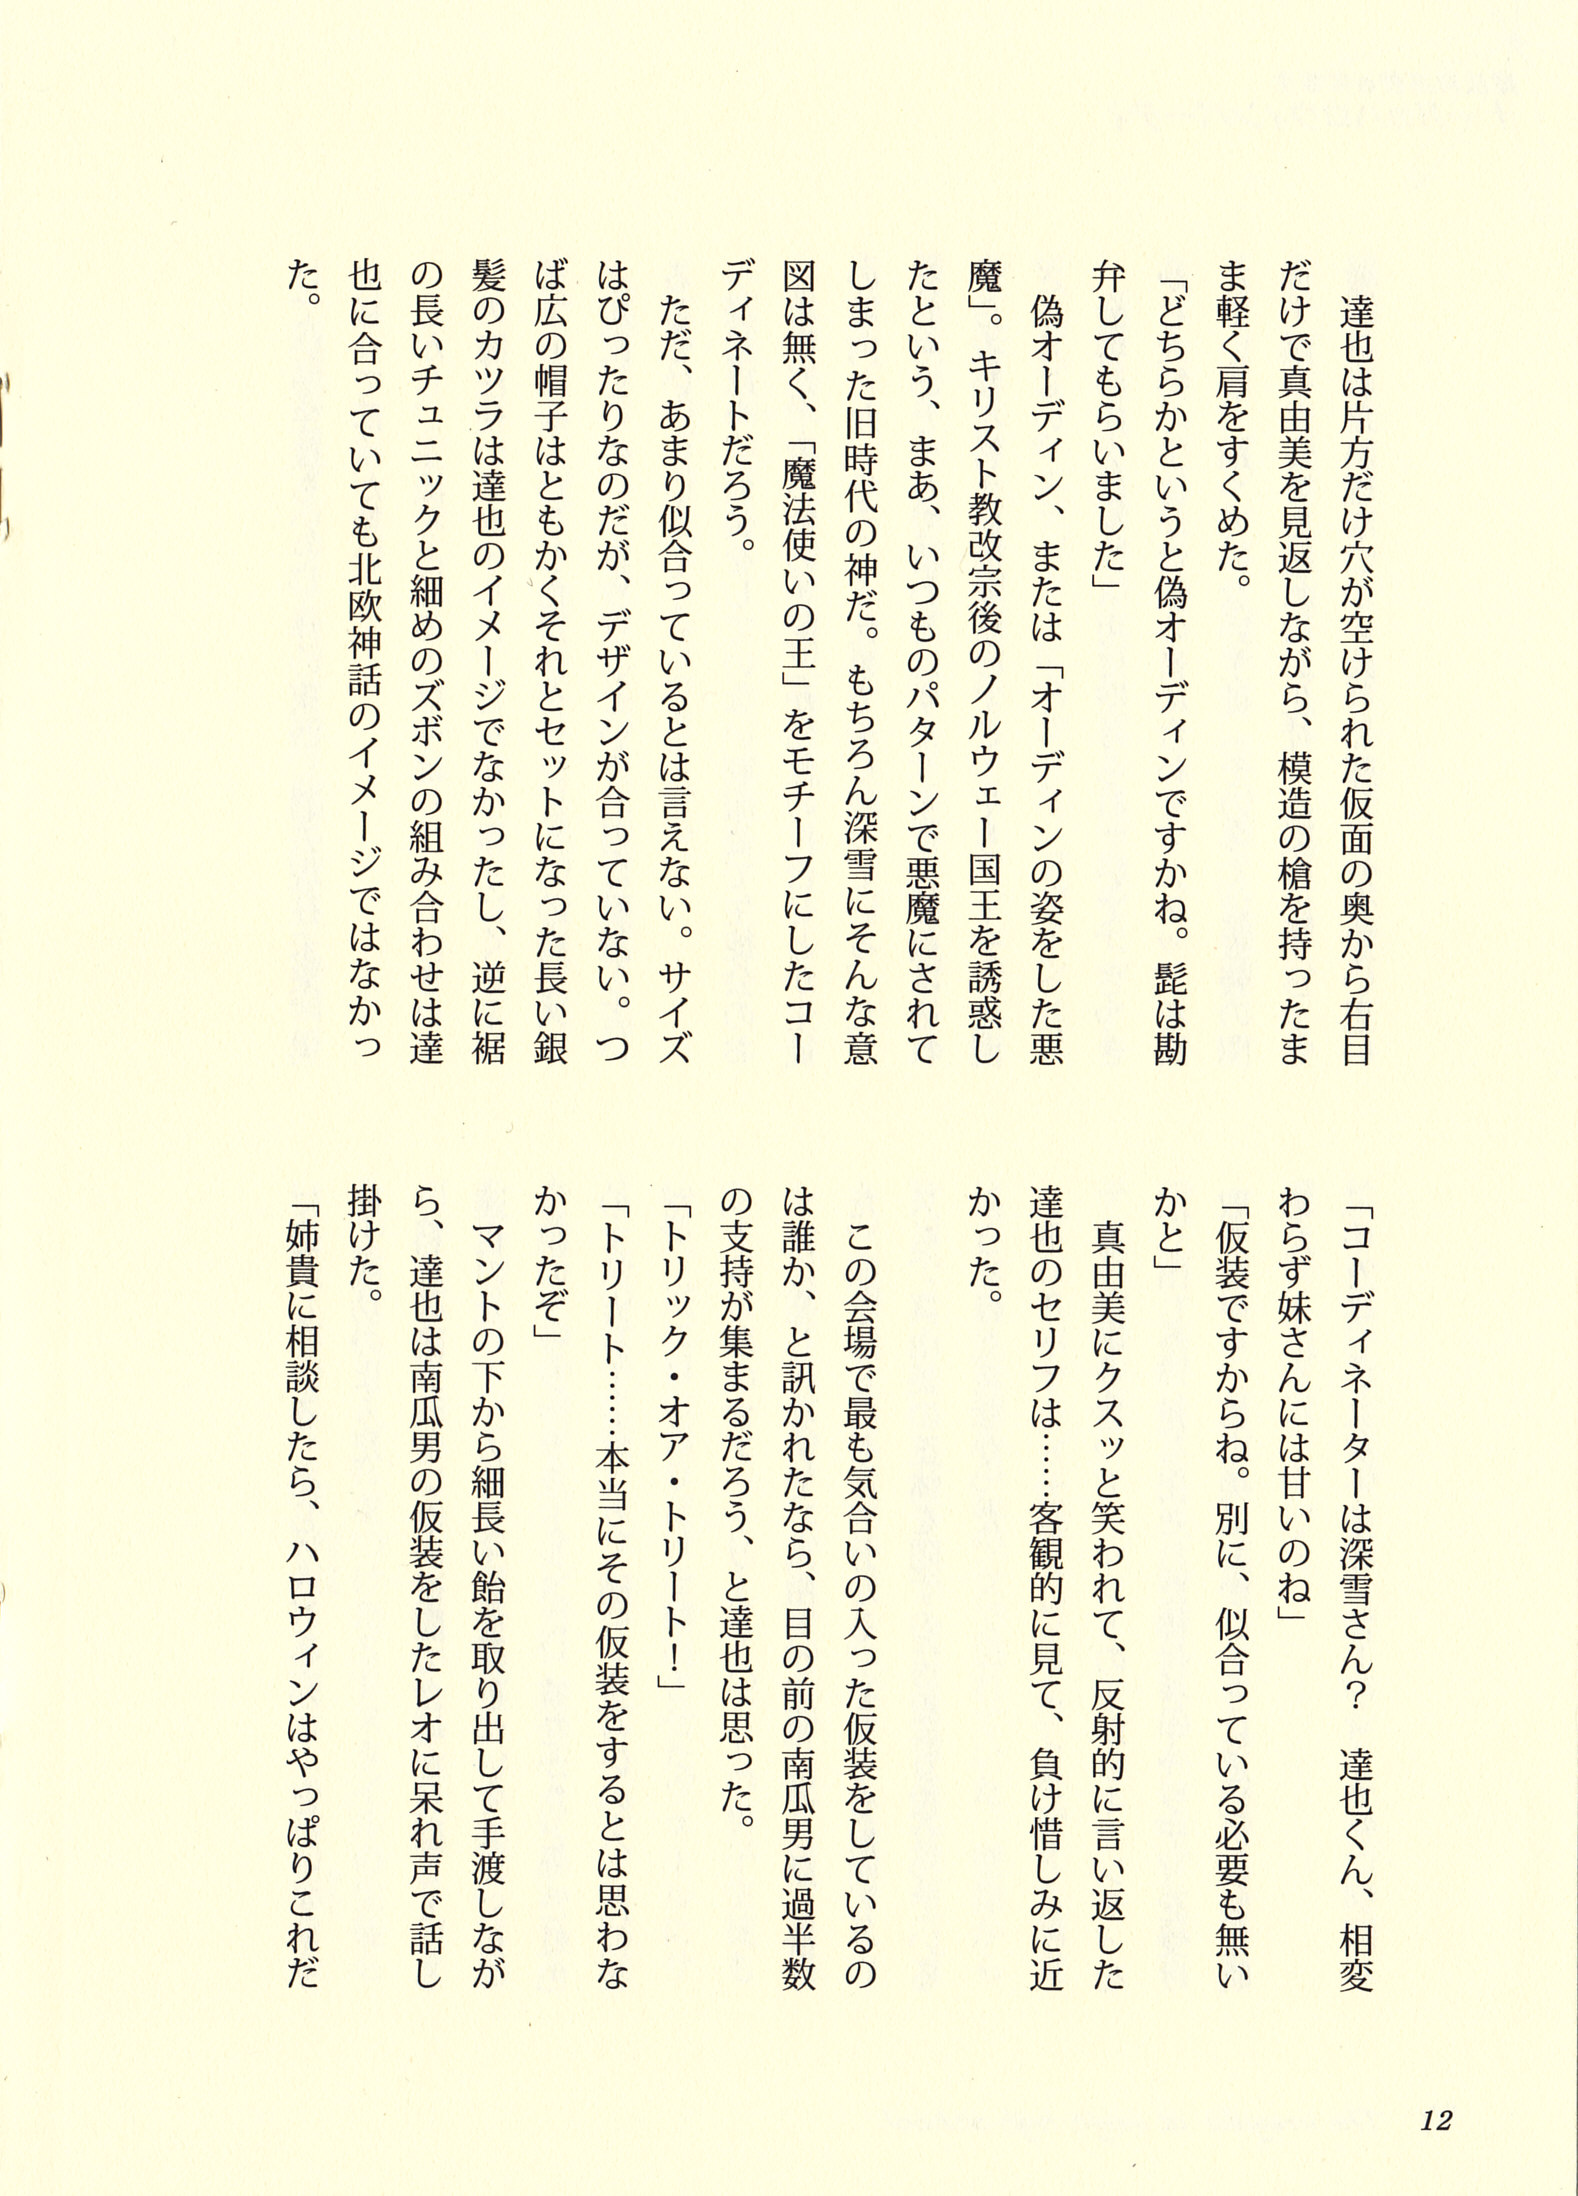 達也は片方だけ穴が空けられた仮面の奥から右目
だけで真由美を見返しながら、模造の槍を持ったま
ま軽く肩をすくめた。
「どちらかというと偽オーディンですかね。髭は勘
弁してもらいました」
偽オーディン、または「オーディンの姿をした悪
魔」。キリスト教改宗後のノルウェー国王を誘惑し
たという、まあ、いつものパターンで悪魔にされて
しまった旧時代の神だ。もちろん深雪にそんな意
図は無く、「魔法使いの王」をモチーフにしたコー
ディネートだろう。
ただ、あまり似合っているとは言えない。サイズ
はぴったりなのだが、デザインが合っていない。つ
ば広の帽子はともかくそれとセットになった長い銀
髪のカツラは達也のイメージでなかったし、逆に裾
の長いチュニックと細めのズボンの組み合わせは達
也に合っていても北欧神話のイメージではなかっ
た。
「コーディネーターは深雪さん？　達也くん、相変
わらず妹さんには甘いのね」
「仮装ですからね。別に、似合っている必要も無い
かと」
真由美にクスッと笑われて、反射的に言い返した
達也のセリフは……客観的に見て、負け惜しみに近
かった。
この会場で最も気合いの入った仮装をしているの
は誰か、と訊かれたなら、目の前の南瓜男に過半数
の支持が集まるだろう、と達也は思った。
「トリック・オア・トリート！」
「トリート……本当にその仮装をするとは思わな
かったぞ」
マントの下から細長い飴を取り出して手渡しなが
ら、達也は南瓜男の仮装をしたレオに呆れ声で話し
掛けた。
「姉貴に相談したら、ハロウィンはやっぱりこれだ
12